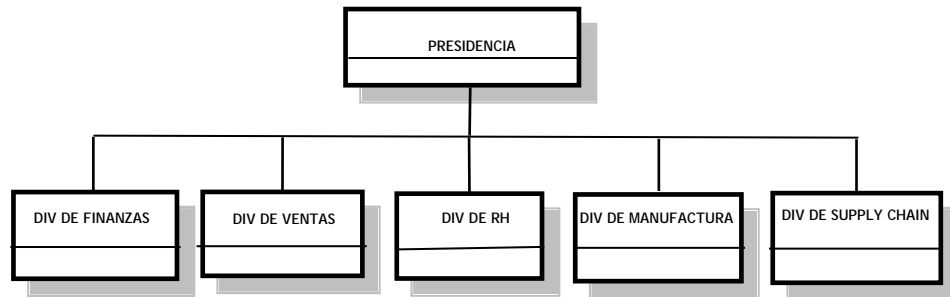 PRESIDENCIA
DIV DE FINANZAS
DIV DE VENTAS
DIV DE RH
DIV DE MANUFACTURA
DIV DE SUPPLY CHAIN